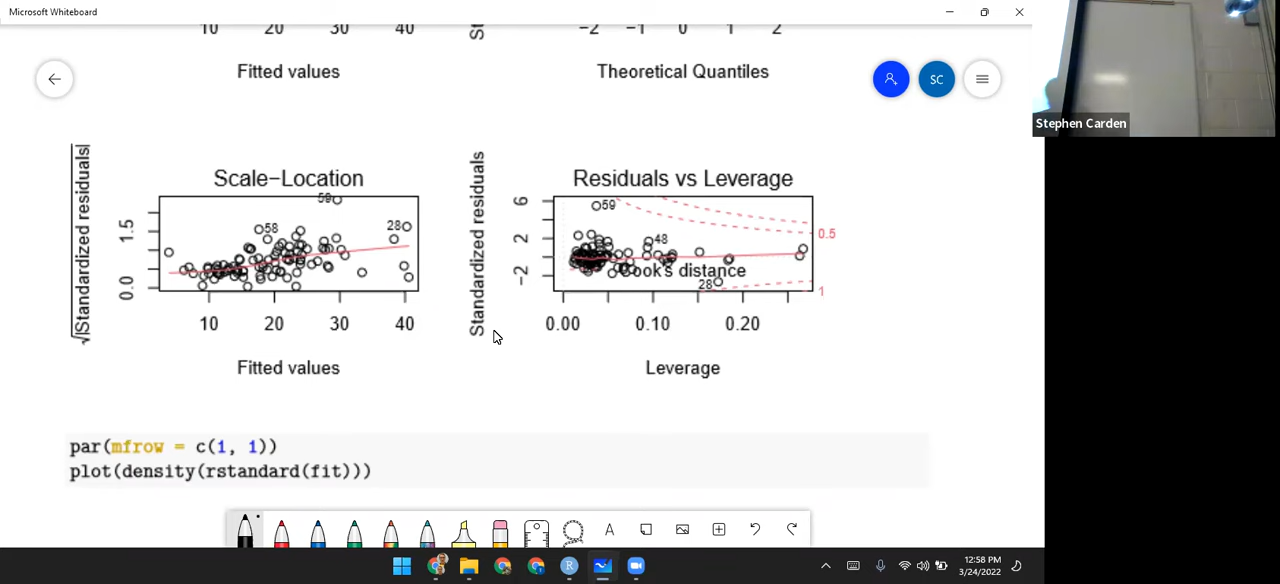 Microsoft Whiteboard
10 20 30 40
St
-2 -1 0 1 2
Fitted values
Theoretical Quantiles
SC
Stephen Carden
Scale-Location
√|Standardized residuals|
0.0 1.5
59
58
28
10 20 30 40
Fitted values
Residuals vs Leverage
Standardized residuals
-2 2 6
59
48
Cook's distance
28
0.5
1
0.00 0.10 0.20
Leverage
par(mfrow = c(1, 1))
plot(density(rstandard(fit)))
A
R
12:58 PM
3/24/2022